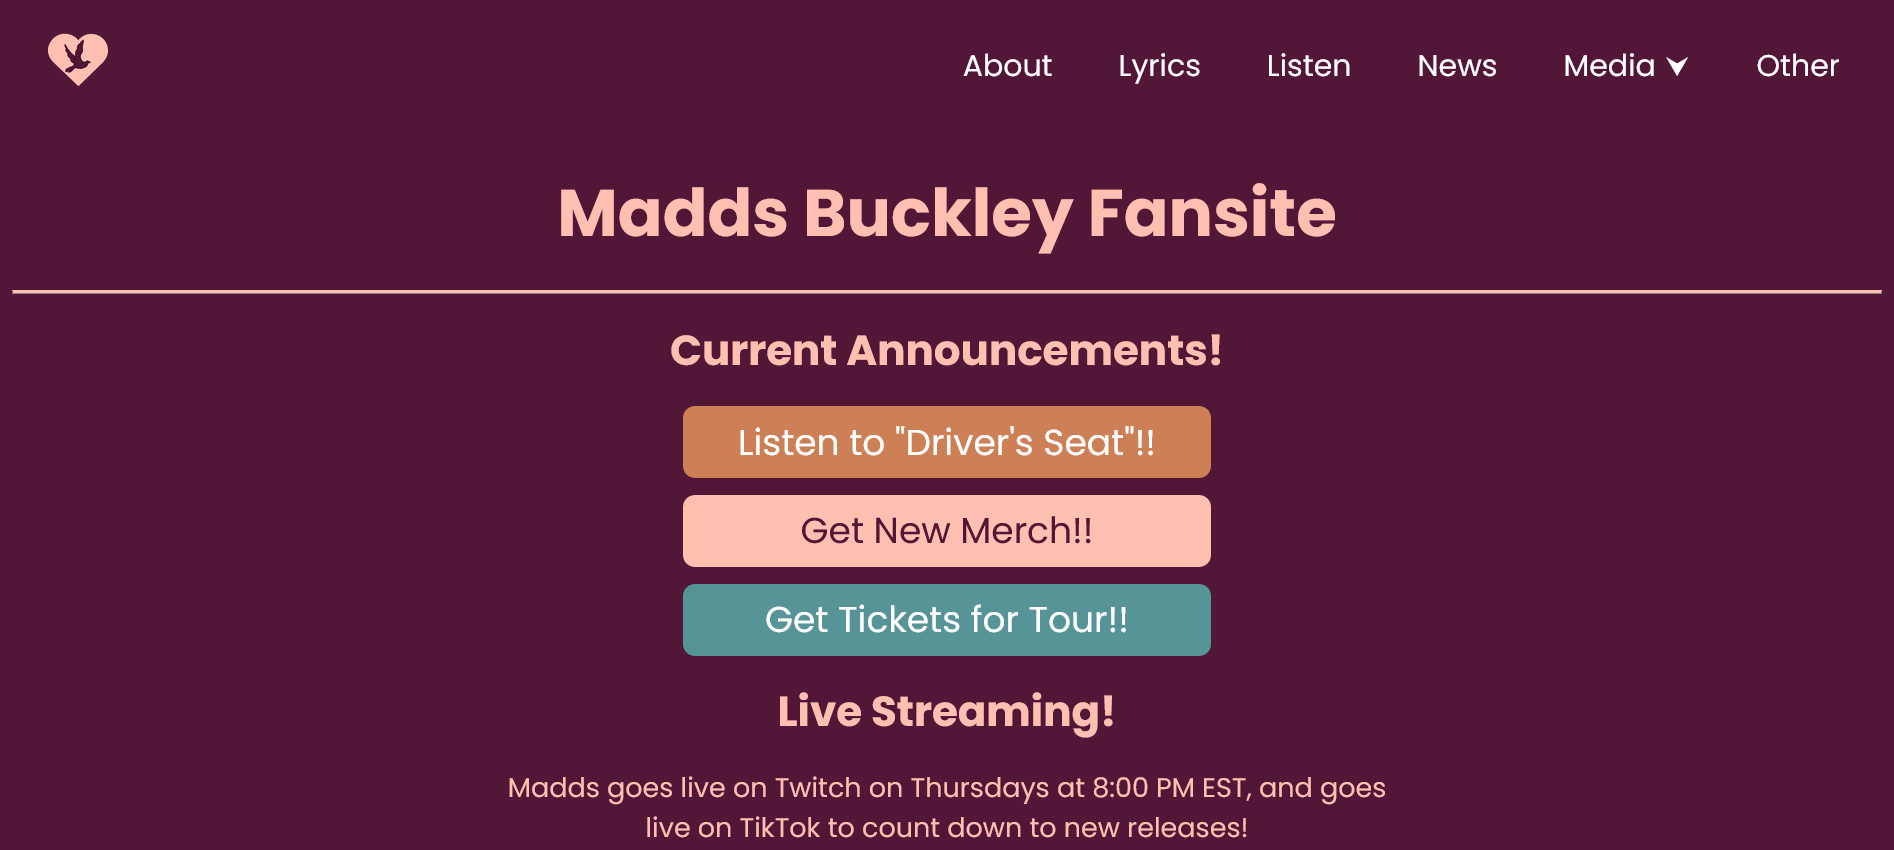 About Lyrics Listen News Media Other
Madds Buckley Fansite
Current Announcements!
Listen to "Driver's Seat"!!
Get New Merch!!
Get Tickets for Tour!!
Live Streaming!
Madds goes live on Twitch on Thursdays at 8:00 PM EST, and goes
live on TikTok to count down to new releases!